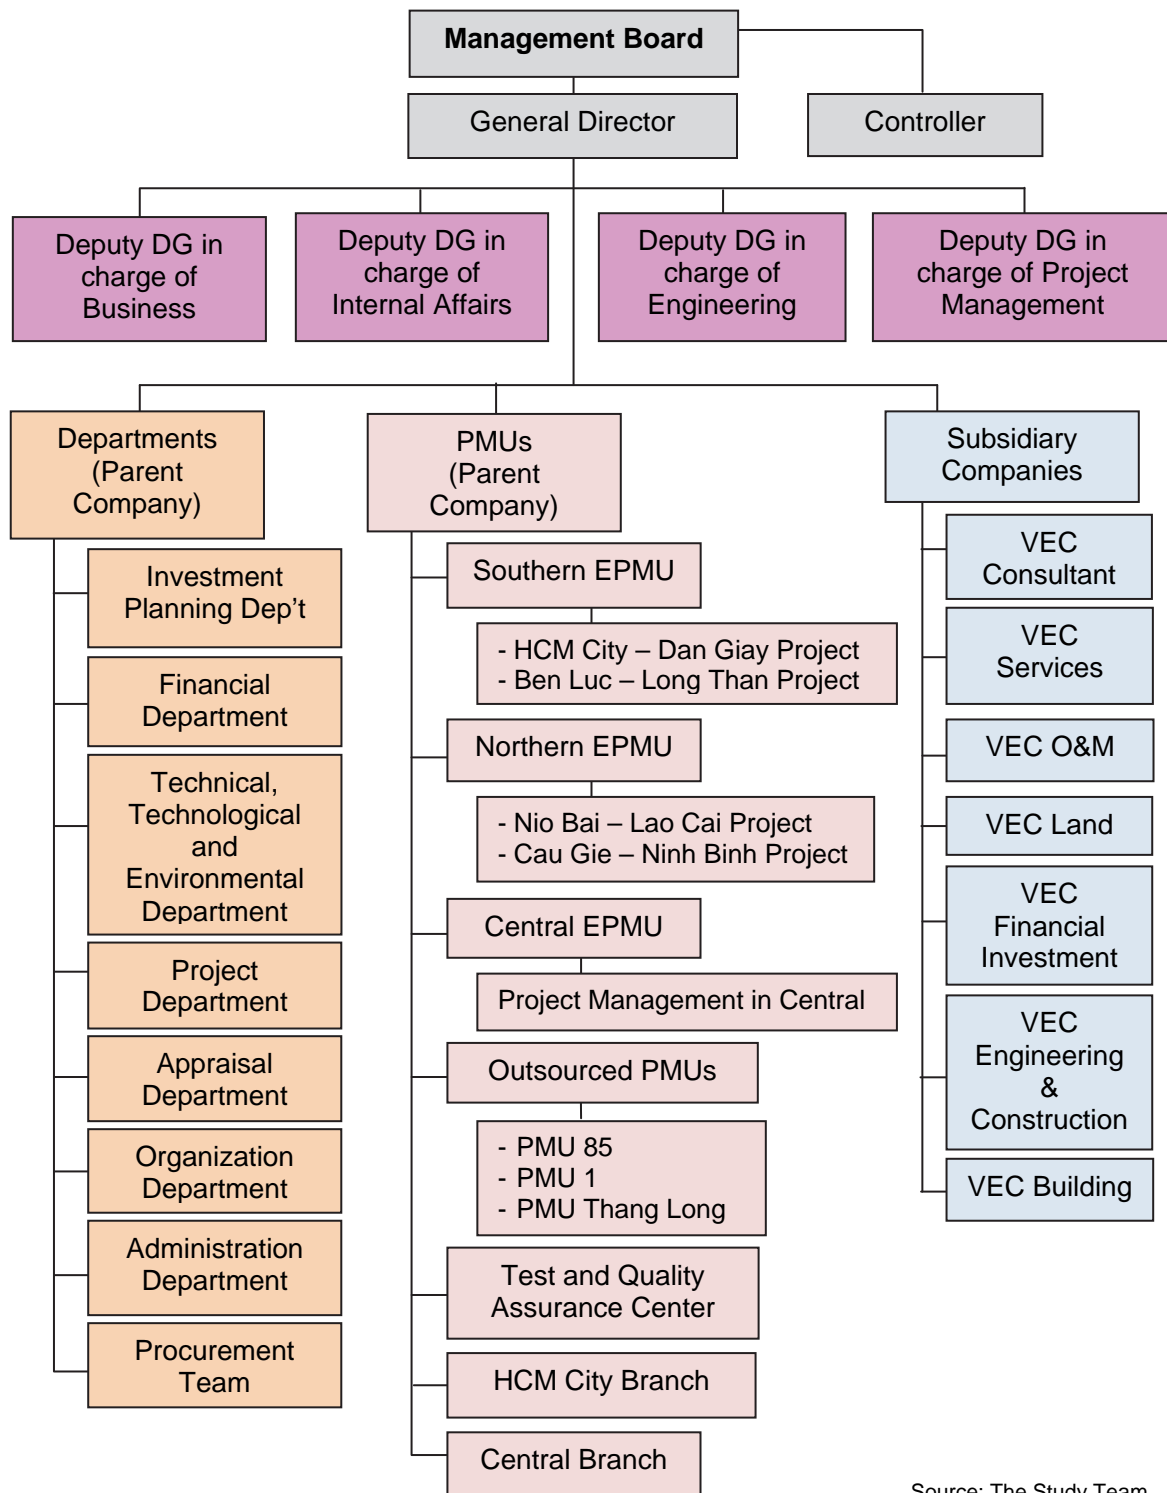 Management Board
General Director
Controller
Deputy DG in
charge of
Business
Deputy DG in
charge of
Internal Affairs
Deputy DG in
charge of
Engineering
Deputy DG in
charge of Project
Management
Departments
(Parent
Company)
Investment
Planning Dep't
Financial
Department
Technical,
Technological
and
Environmental
Department
Project
Department
Appraisal
Department
Organization
Department
Administration
Department
Procurement
Team
PMUs
(Parent
Company)
Southern EPMU
- HCM City – Dan Giay Project
- Ben Luc – Long Than Project
Northern EPMU
- Nio Bai – Lao Cai Project
- Cau Gie – Ninh Binh Project
Central EPMU
Project Management in Central
Outsourced PMUs
- PMU 85
- PMU 1
- PMU Thang Long
Test and Quality
Assurance Center
HCM City Branch
Central Branch
Subsidiary
Companies
VEC
Consultant
VEC
Services
VEC O&M
VEC Land
VEC
Financial
Investment
VEC
Engineering
&
Construction
VEC Building
Source: The Study Team